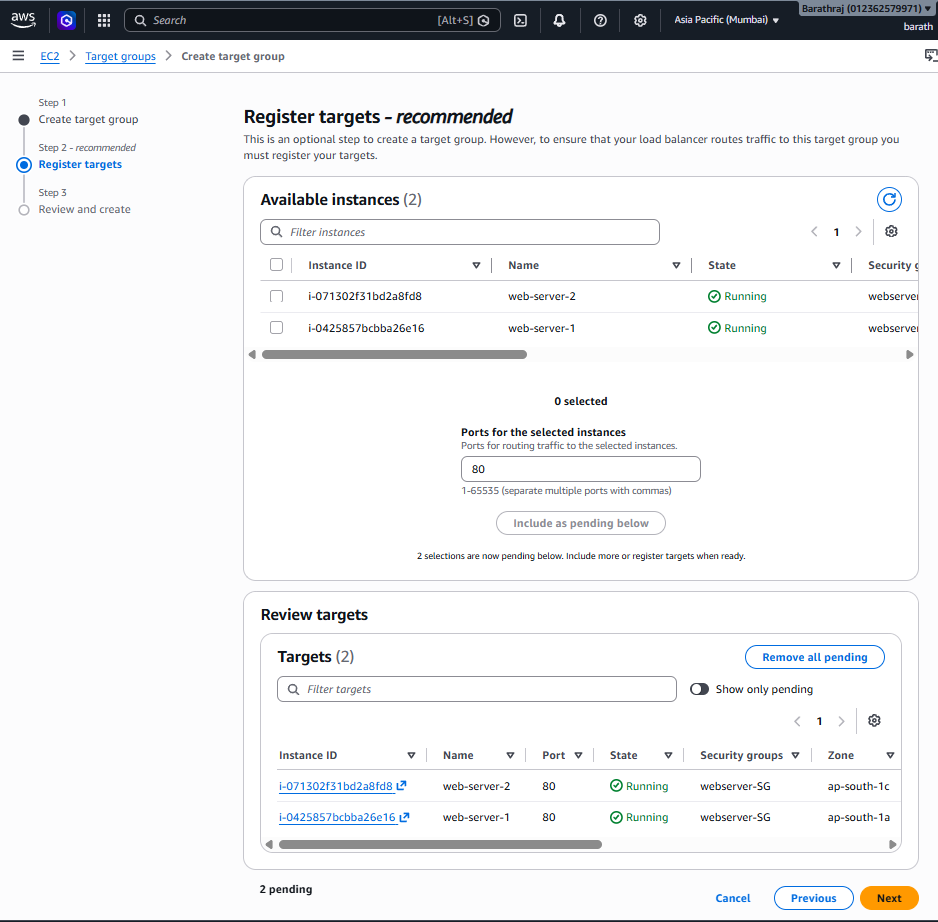 aws
Search [Alt+S]
Asia Pacific (Mumbai)
Barathraj (012362579971)
barath
EC2 > Target groups > Create target group
Step 1
Create target group
Step 2 - recommended
Register targets
Step 3
Review and create
Register targets - recommended
This is an optional step to create a target group. However, to ensure that your load balancer routes traffic to this target group you
must register your targets.
Available instances (2)
Filter instances
1
Instance ID Name State Security g
i-071302f31bd2a8fd8 web-server-2 Running webserver
i-0425857bcbba26e16 web-server-1 Running webserver
0 selected
Ports for the selected instances
Ports for routing traffic to the selected instances.
80
1-65535 (separate multiple ports with commas)
Include as pending below
2 selections are now pending below. Include more or register targets when ready.
Review targets
Targets (2)
Remove all pending
Filter targets
Show only pending
1
Instance ID Name Port State Security groups Zone
i-071302f31bd2a8fd8 web-server-2 80 Running webserver-SG ap-south-1c
i-0425857bcbba26e16 web-server-1 80 Running webserver-SG ap-south-1a
2 pending
Cancel Previous Next